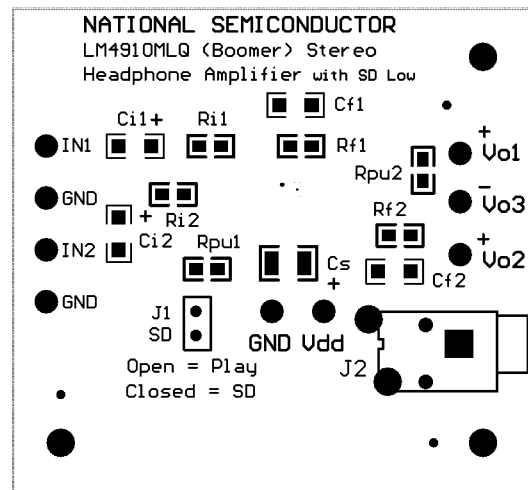 NATIONAL SEMICONDUCTOR
LM4910MLQ (Boomer) Stereo
Headphone Amplifier with SD Low
Cf1
Ci1+
Ri1
IN1
Rf1
+
Vo1
Rpu2
GND
Ri2
-
Vo3
+
Ci2
Rf2
IN2
+
Vo2
Rpu1
Cs
+
Cf2
GND
J1
SD
GND Vdd
J2
Open = Play
Closed = SD